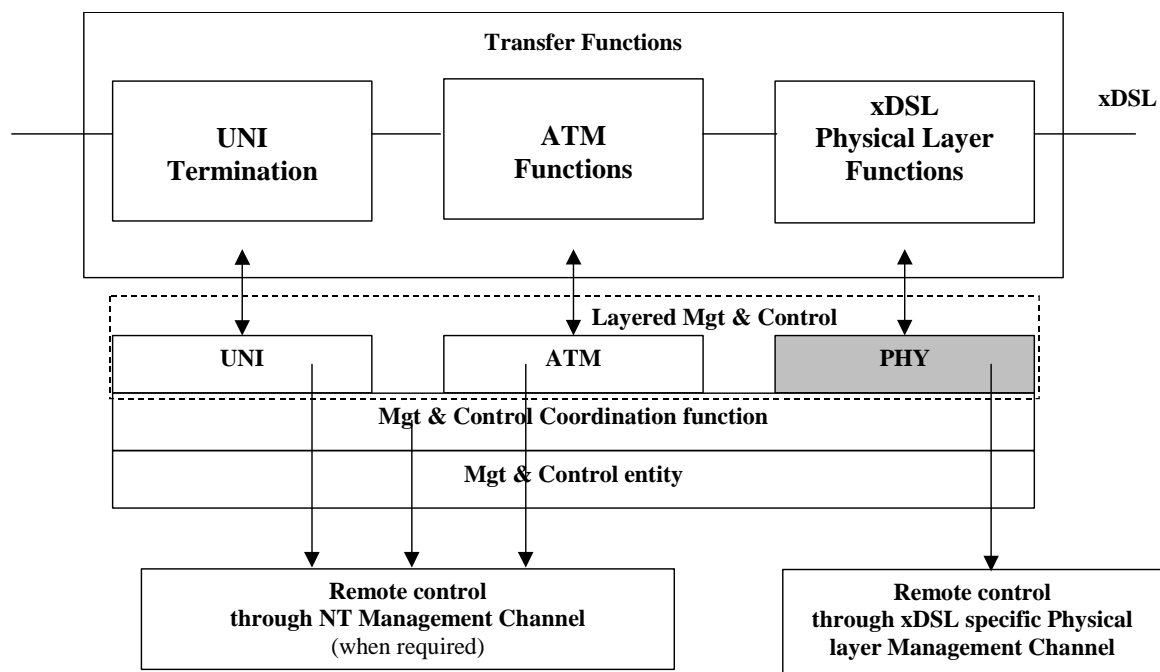 Transfer Functions
UNI
Termination
ATM
Functions
xDSL
Physical Layer
Functions
xDSL
Layered Mgt & Control
UNI
ATM
PHY
Mgt & Control Coordination function
Mgt & Control entity
Remote control
through NT Management Channel
(when required)
Remote control
through xDSL specific Physical
layer Management Channel